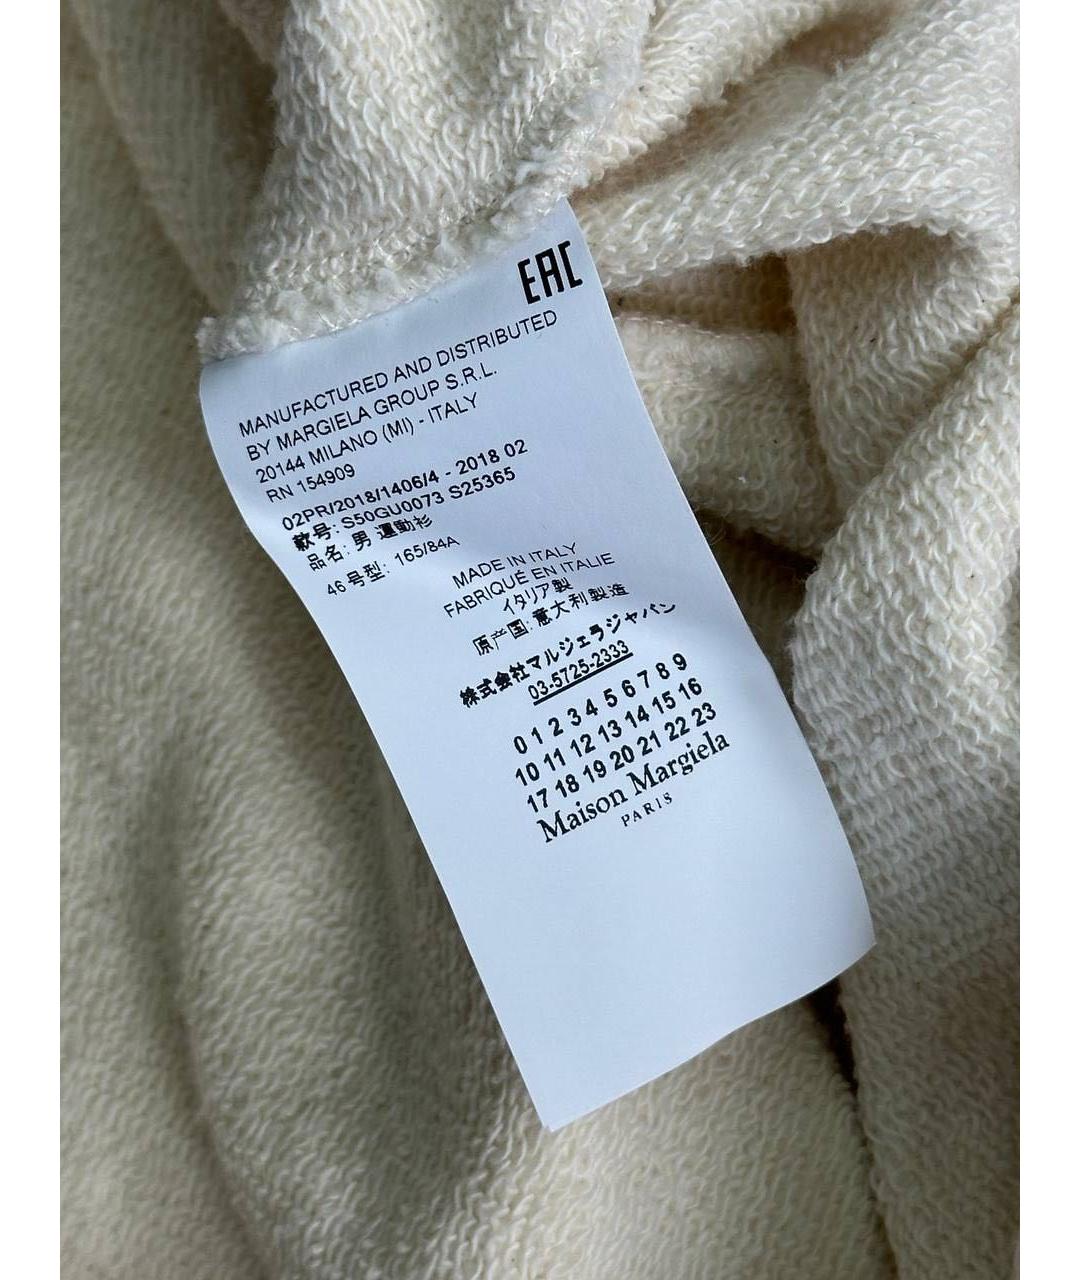 EAC
MANUFACTURED AND DISTRIBUTED
BY MARGIELA GROUP S.R.L.
20144 MILANO (MI) - ITALY
RN 154909
02PR/2018/1406/4 - 2018 02
款号: S50GU0073 S25365
品名: 男 運動衫
46 号型: 165/84A
MADE IN ITALY
FABRIQUÉ EN ITALIE
イタリア製
原产国: 意大利製造
株式会社マルジェラジャパン
03-5725-2333
0 1 2 3 4 5 6 7 8 9
10 11 12 13 14 15 16
17 18 19 20 21 22 23
Maison Margiela
PARIS